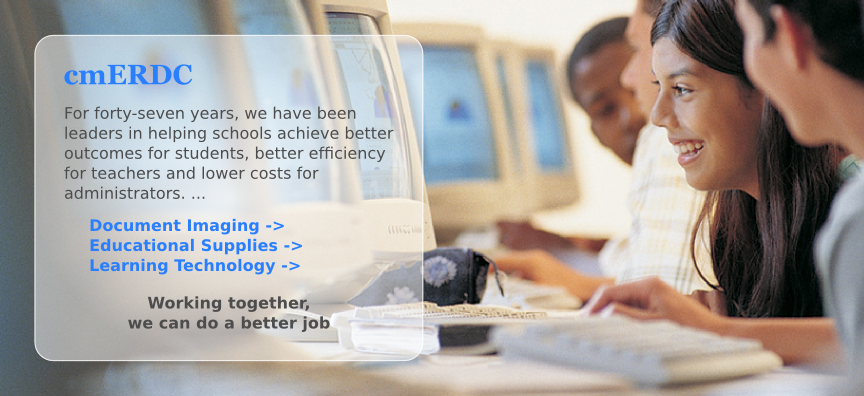 cmERDC
For forty-seven years, we have been
leaders in helping schools achieve better
outcomes for students, better efficiency
for teachers and lower costs for
administrators. ...
Document Imaging ->
Educational Supplies ->
Learning Technology ->
Working together,
we can do a better job